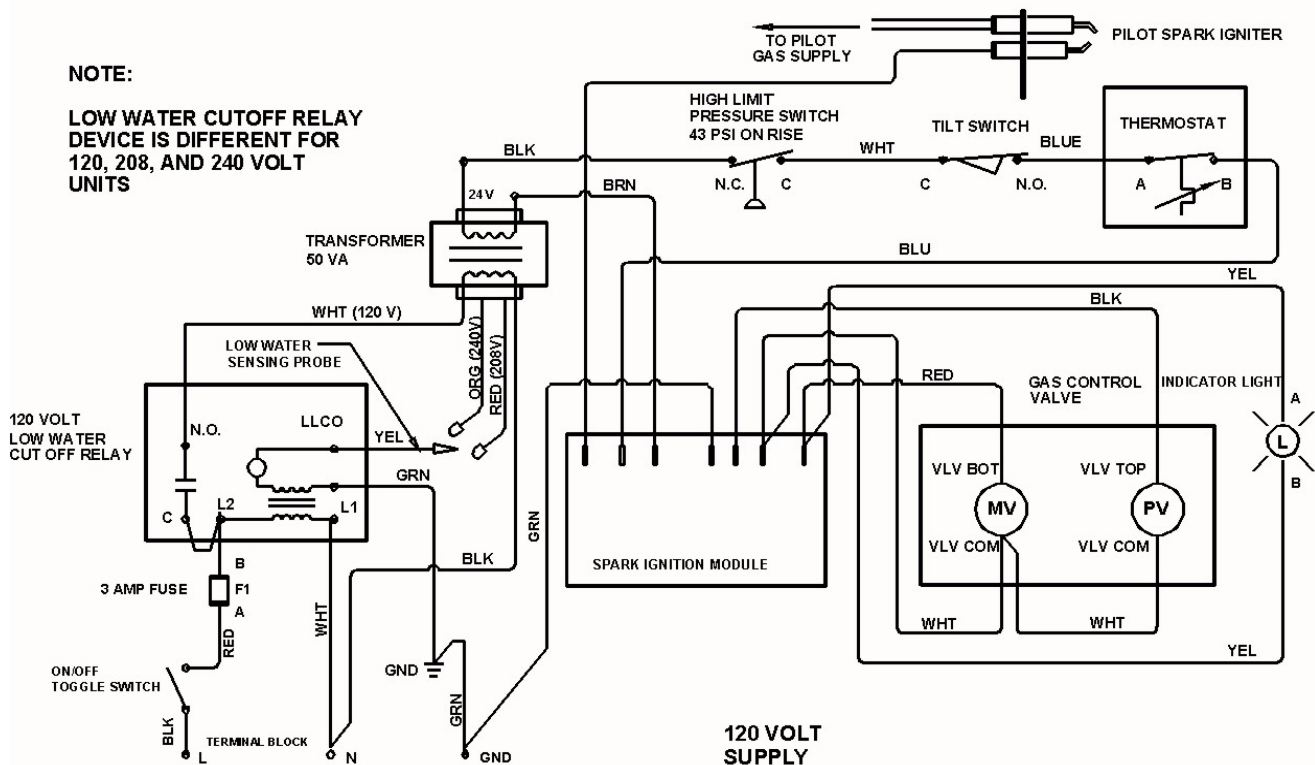 NOTE:
LOW WATER CUTOFF RELAY
DEVICE IS DIFFERENT FOR
120, 208, AND 240 VOLT
UNITS
TO PILOT
GAS SUPPLY
PILOT SPARK IGNITER
HIGH LIMIT
PRESSURE SWITCH
43 PSI ON RISE
TILT SWITCH
THERMOSTAT
BLK
WHT
BLUE
N.C.
C
C
N.O.
A
B
24V
BRN
TRANSFORMER
50 VA
BLU
YEL
BLK
WHT (120 V)
LOW WATER
SENSING PROBE
ORG (240V)
RED (208V)
RED
GAS CONTROL
VALVE
INDICATOR LIGHT
A
L
B
120 VOLT
LOW WATER
CUT OFF RELAY
N.O.
LLCO
YEL
GRN
C
L2
L1
GRN
VLV BOT
VLV TOP
MV
PV
VLV COM
VLV COM
SPARK IGNITION MODULE
BLK
3 AMP FUSE
B
F1
A
RED
WHT
WHT
WHT
YEL
ON/OFF
TOGGLE SWITCH
GND
GRN
BLK
TERMINAL BLOCK
L
N
GND
120 VOLT
SUPPLY